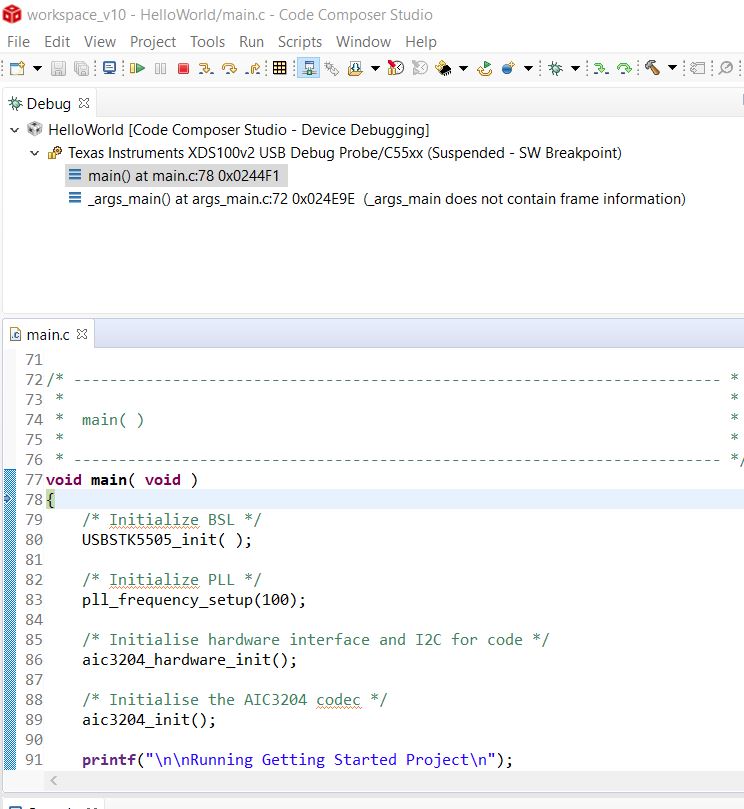 workspace_v10 - HelloWorld/main.c - Code Composer Studio
File Edit View Project Tools Run Scripts Window Help
Debug
HelloWorld [Code Composer Studio - Device Debugging]
Texas Instruments XDS100v2 USB Debug Probe/C55xx (Suspended - SW Breakpoint)
main() at main.c:78 0x0244F1
_args_main() at args_main.c:72 0x024E9E (_args_main does not contain frame information)
main.c
71
72 /* ------------------------------------------------------------------------ *
73 * *
74 * main( ) *
75 * *
76 * ------------------------------------------------------------------------ */
77 void main( void )
78 {
79 /* Initialize BSL */
80 USBSTK5505_init( );
81
82 /* Initialize PLL */
83 pll_frequency_setup(100);
84
85 /* Initialise hardware interface and I2C for code */
86 aic3204_hardware_init();
87
88 /* Initialise the AIC3204 codec */
89 aic3204_init();
90
91 printf("\n\nRunning Getting Started Project\n");